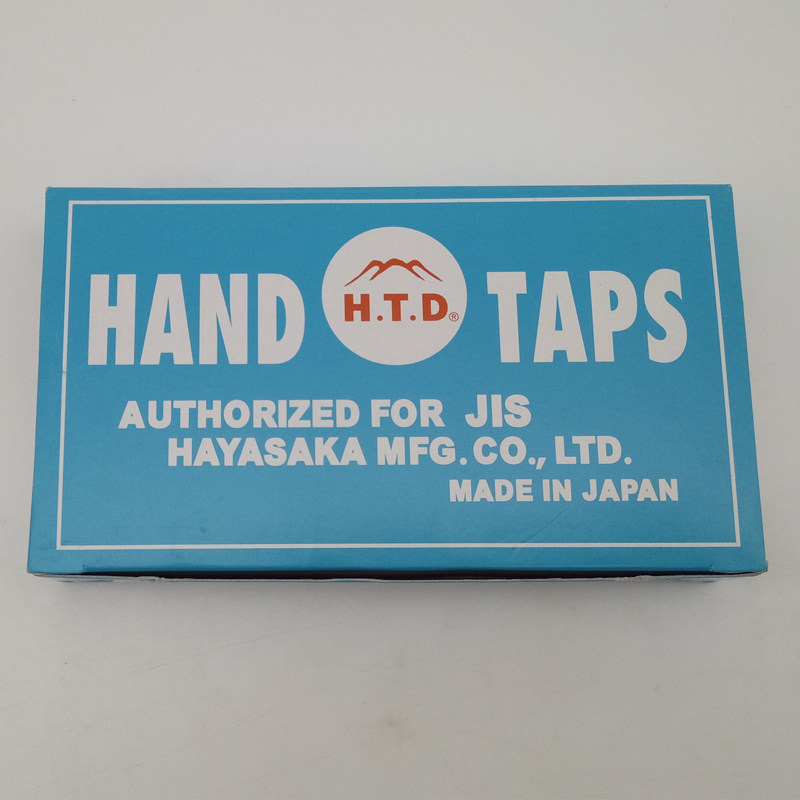 HAND H.T.D® TAPS
AUTHORIZED FOR JIS
HAYASAKA MFG. CO., LTD.
MADE IN JAPAN